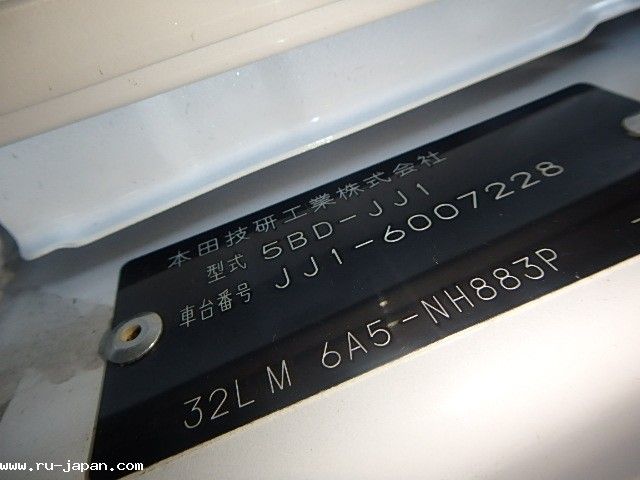 本田技研工業株式会社
型式 5BD-JJ1
車台番号 JJ1-6007228
32LM 6A5-NH883P
www.ru-japan.com